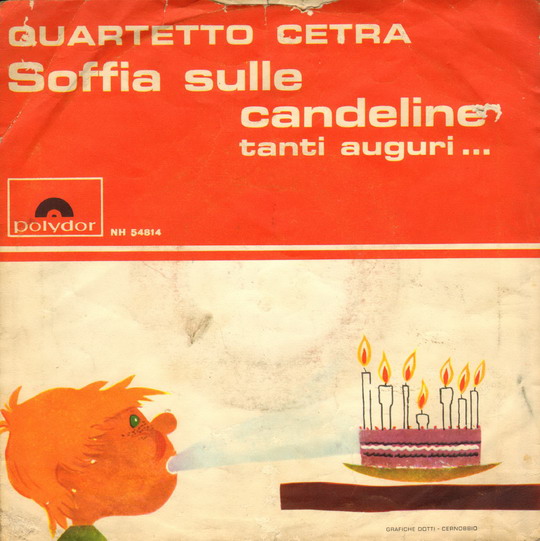 QUARTETTO CETRA
Soffia sulle
candeline
tanti auguri...
polydor
NH 54814
GRAFICHE DOTTI - CERNOBBIO